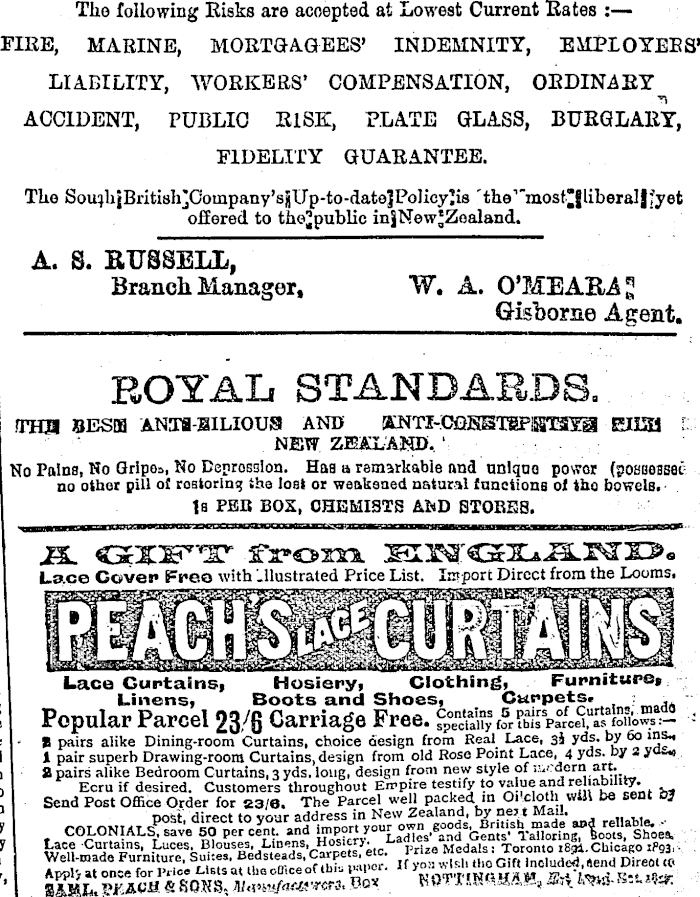 The following Risks are accepted at Lowest Current Rates :—
FIRE, MARINE, MORTGAGEES' INDEMNITY, EMPLOYERS'
LIABILITY, WORKERS' COMPENSATION, ORDINARY
ACCIDENT, PUBLIC RISK, PLATE GLASS, BURGLARY,
FIDELITY GUARANTEE.
The South British Company's Up-to-date Policy is the most liberal yet
offered to the public in New Zealand.
A. S. RUSSELL,
Branch Manager,
W. A. O'MEARA,
Gisborne Agent.
ROYAL STANDARDS.
THE BEST ANTI-BILIOUS AND ANTI-CONSTIPATIVE PILL
NEW ZEALAND.
No Pains, No Gripes, No Depression. Has a remarkable and unique power (possessed
no other pill of restoring the lost or weakened natural functions of the bowels.
1s PER BOX, CHEMISTS AND STORES.
A GIFT from ENGLAND.
Lace Cover Free with Illustrated Price List. Import Direct from the Looms.
PEACH'S LACE CURTAINS
Lace Curtains, Hosiery, Clothing, Furniture,
Linens, Boots and Shoes, Carpets.
Popular Parcel 23/6 Carriage Free. Contains 5 pairs of Curtains, made
specially for this Parcel, as follows:—
2 pairs alike Dining-room Curtains, choice design from Real Lace, 3½ yds. by 60 ins.,
1 pair superb Drawing-room Curtains, design from old Rose Point Lace, 4 yds. by 2 yds.,
2 pairs alike Bedroom Curtains, 3 yds. long, design from new style of modern art.
Ecru if desired. Customers throughout Empire testify to value and reliability.
Send Post Office Order for 23/6. The Parcel well packed in Oilcloth will be sent by
post, direct to your address in New Zealand, by next Mail.
COLONIALS, save 50 per cent. and import your own goods, British made and reliable.
Lace Curtains, Laces, Blouses, Linens, Hosiery. Ladies' and Gents' Tailoring, Boots, Shoes,
Well-made Furniture, Suites, Bedsteads, Carpets, etc. Prize Medals: Toronto 1892. Chicago 1893.
Apply at once for Price Lists at the office of this paper. If you wish the Gift included, send Direct to
SAML. PEACH & SONS, Manufacturers, Box NOTTINGHAM,